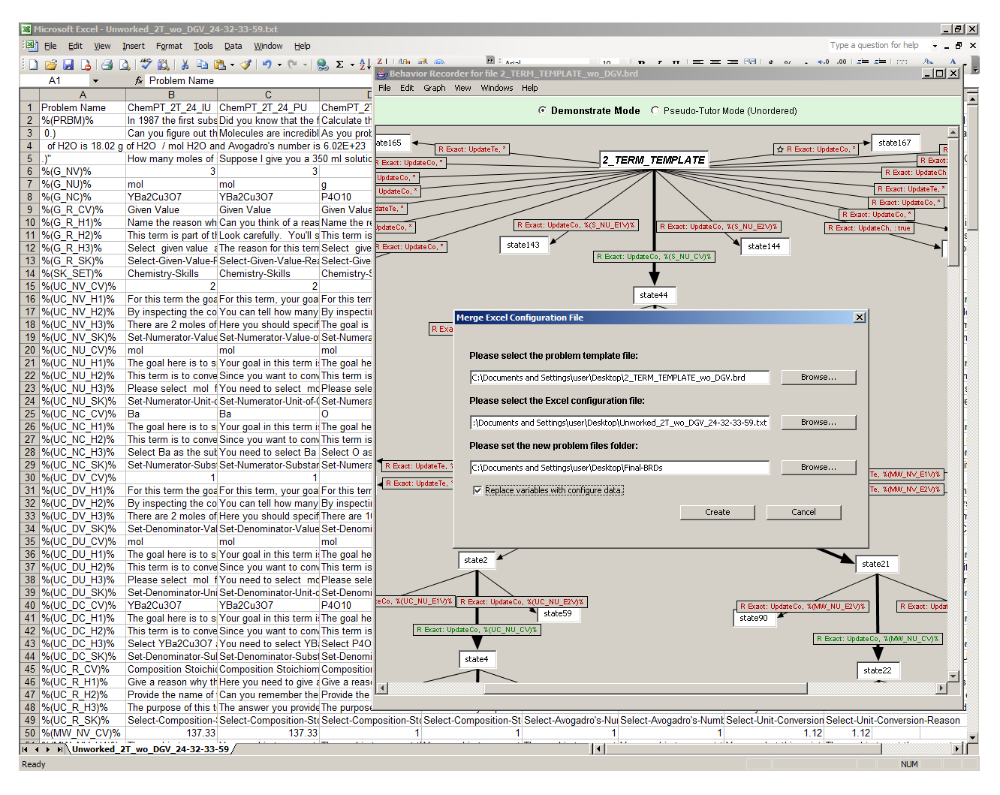 Microsoft Excel - Unworked_2T_wo_DGV_24-32-33-59.txt
File Edit View Insert Format Tools Data Window Help
Type a question for help
A1 fx Problem Name
A B C
1 Problem Name ChemPT_2T_24_IU ChemPT_2T_24_PU
2 %(PRBM)% In 1987 the first subs Did you know that the f Calculate th
3 0.) Can you figure out th Molecules are incredibl As you prob
4 of H2O is 18.02 g of H2O / mol H2O and Avogadro's number is 6.02E+23
5 .)" How many moles of Suppose I give you a 350 ml solutio
6 %(G_NV)% 3 3
7 %(G_NU)% mol mol g
8 %(G_NC)% YBa2Cu3O7 YBa2Cu3O7 P4O10
9 %(G_R_CV)% Given Value Given Value Given Value
10 %(G_R_H1)% Name the reason wh Can you think of a reas Name the re
11 %(G_R_H2)% This term is part of th Look carefully. You'll s This term is
12 %(G_R_H3)% Select given value a The reason for this term Select give
13 %(G_R_SK)% Select-Given-Value-R Select-Given-Value-Rea Select-Give
14 %(SK_SET)% Chemistry-Skills Chemistry-Skills Chemistry-S
15 %(UC_NV_CV)% 2 2
16 %(UC_NV_H1)% For this term the goa For this term, your goa For this terr
17 %(UC_NV_H2)% By inspecting the co You can tell how many By inspecti
18 %(UC_NV_H3)% There are 2 moles of Here you should specif The goal is
19 %(UC_NV_SK)% Set-Numerator-Value Set-Numerator-Value-o Set-Numera
20 %(UC_NU_CV)% mol mol mol
21 %(UC_NU_H1)% The goal here is to s Your goal in this term i The goal he
22 %(UC_NU_H2)% This term is to conve Since you want to conv This term is
23 %(UC_NU_H3)% Please select mol f You need to select mo Please sele
24 %(UC_NU_SK)% Set-Numerator-Unit-o Set-Numerator-Unit-of-Q Set-Numera
25 %(UC_NC_CV)% Ba Ba O
26 %(UC_NC_H1)% The goal here is to s Your goal in this term i The goal he
27 %(UC_NC_H2)% This term is to conve Since you want to conv This term is
28 %(UC_NC_H3)% Select Ba as the sub You need to select Ba Select O as
29 %(UC_NC_SK)% Set-Numerator-Subst Set-Numerator-Substar Set-Numera
30 %(UC_DV_CV)% 1 1
31 %(UC_DV_H1)% For this term the goa For this term, your goa For this terr
32 %(UC_DV_H2)% By inspecting the co You can tell how many By inspecti
33 %(UC_DV_H3)% There are 2 moles of Here you should specif There are 10
34 %(UC_DV_SK)% Set-Denominator-Val Set-Denominator-Value Set-Denomi
35 %(UC_DU_CV)% mol mol mol
36 %(UC_DU_H1)% The goal here is to s Your goal in this term i The goal he
37 %(UC_DU_H2)% This term is to conve Since you want to conv This term is
38 %(UC_DU_H3)% Please select mol f You need to select mo Please sele
39 %(UC_DU_SK)% Set-Denominator-Uni Set-Denominator-Unit-o Set-Denomi
40 %(UC_DC_CV)% YBa2Cu3O7 YBa2Cu3O7 P4O10
41 %(UC_DC_H1)% The goal here is to s Your goal in this term i The goal he
42 %(UC_DC_H2)% This term is to conve Since you want to conv This term is
43 %(UC_DC_H3)% Select YBa2Cu3O7 a You need to select YBa Select P4O
44 %(UC_DC_SK)% Set-Denominator-Sul Set-Denominator-Subst Set-Denomi
45 %(UC_R_CV)% Composition Stoichic Composition Stoichiom Composition
46 %(UC_R_H1)% Give a reason why th Here you need to give a Give a reas
47 %(UC_R_H2)% Provide the name of t Can you remember the Provide the
48 %(UC_R_H3)% The purpose of this t The answer you provide The purpose
49 %(UC_R_SK)% Select-Composition-S Select-Composition-Sto Select-Composition-Sto Select-Composition-St Select-Avogadro's-Nui Select-Avogadro's-Numb Select-Unit-Conversion Select-Unit-Conversion-Reason
50 %(MW_NV_CV)% 137.33 137.33 1 1 1 1 1.12 1.12
Unworked_2T_wo_DGV_24-32-33-59
Ready
NUM
Behavior Recorder for file 2_TERM_TEMPLATE_wo_DGV.brd
File Edit Graph View Windows Help
Demonstrate Mode Pseudo-Tutor Mode (Unordered)
ate165 R Exact: UpdateTe, * R Exact: UpdateCo, * state167
R Exact: UpdateCo, * 2_TERM_TEMPLATE R Exact:
UpdateCo, * R Exact: UpdateCh
UpdateCo, * R Exact: UpdateTe, *
dateTe, * R Exact: UpdateCo, *
R Exact: UpdateCo, *
pdateCo, * R Exact: UpdateCo, %(S_NU_E1V)% R Exact: UpdateCo, %(S_NU_E2V)% R Exact: UpdateCh, : true
R Exact: UpdateCo, * state143 state144
R Exact: UpdateCo, %(S_NU_CV)%
state44
R Exa
Merge Excel Configuration File
Please select the problem template file:
C:\Documents and Settings\user\Desktop\2_TERM_TEMPLATE_wo_DGV.brd Browse...
Please select the Excel configuration file:
:\Documents and Settings\user\Desktop\Unworked_2T_wo_DGV_24-32-33-59.txt Browse...
Please set the new problem files folder:
C:\Documents and Settings\user\Desktop\Final-BRDs Browse...
Replace variables with configure data.
Create Cancel
R Exact: UpdateTe, Te, %(MW_NV_E1V)%
R Exact: UpdateTe, Te, %(MW_NV_E2V)%
state2 state21
teCo, %(UC_NU_E1V)% R Exact: UpdateCo, %(UC_NU_E2V)% R Exact: UpdateCo, %(MW_NU_E2V)% R Exact: Updat
state59 state90
R Exact: UpdateCo, %(UC_NU_CV)% R Exact: UpdateCo, %(MW_NU_CV)%
state4 state22